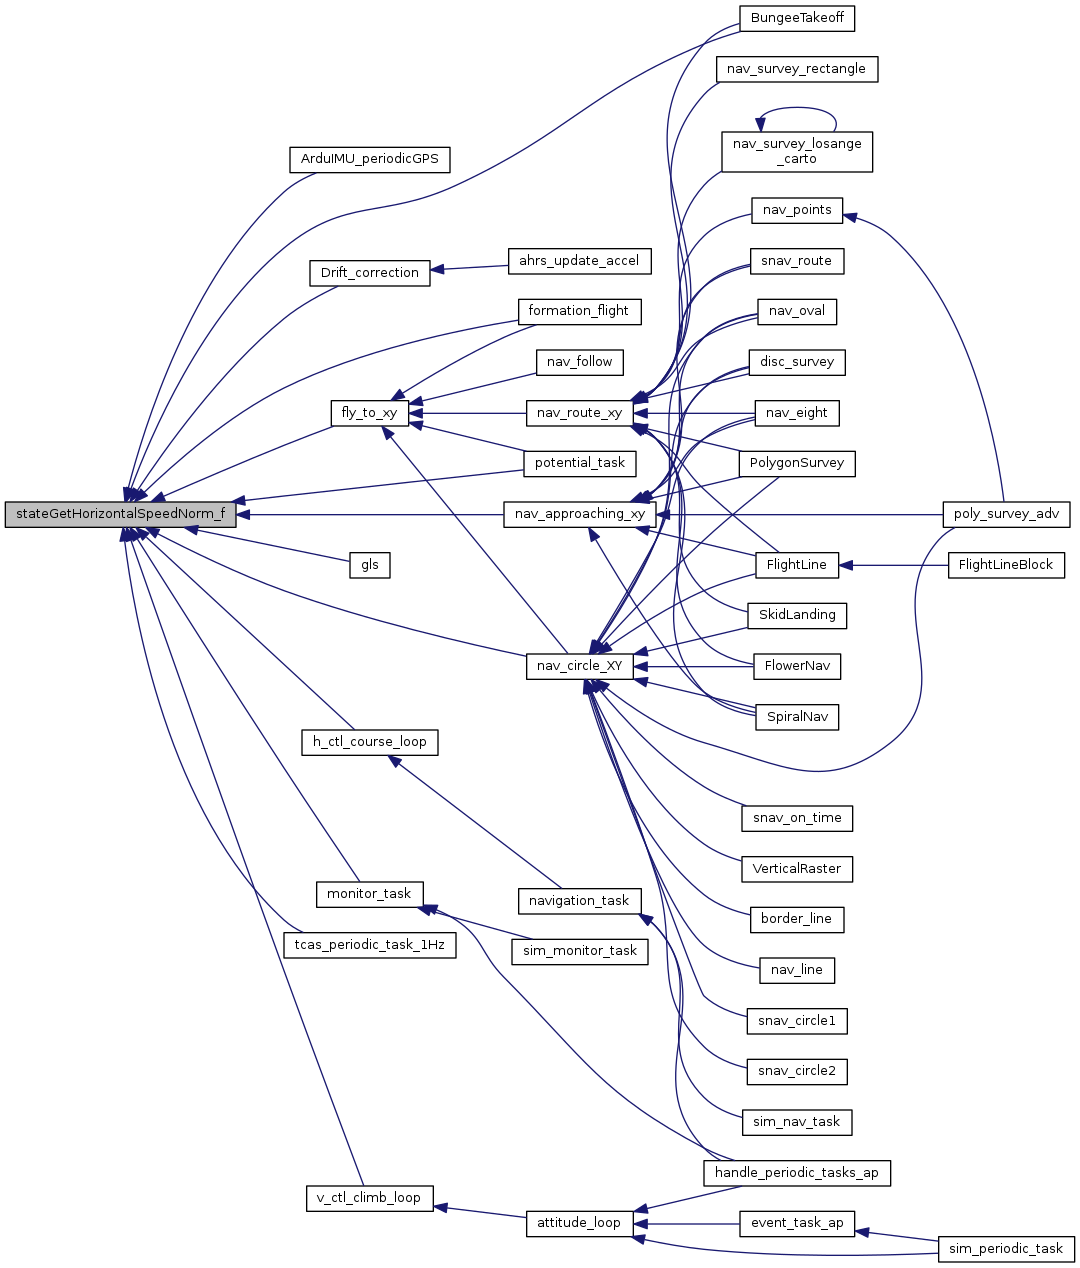 BungeeTakeoff
nav_survey_rectangle
nav_survey_losange
_carto
ArduIMU_periodicGPS
nav_points
Drift_correction
ahrs_update_accel
snav_route
formation_flight
nav_oval
nav_follow
disc_survey
fly_to_xy
nav_route_xy
nav_eight
potential_task
PolygonSurvey
stateGetHorizontalSpeedNorm_f
nav_approaching_xy
poly_survey_adv
gls
FlightLine
FlightLineBlock
SkidLanding
nav_circle_XY
FlowerNav
SpiralNav
h_ctl_course_loop
snav_on_time
VerticalRaster
monitor_task
navigation_task
border_line
tcas_periodic_task_1Hz
sim_monitor_task
nav_line
snav_circle1
snav_circle2
sim_nav_task
handle_periodic_tasks_ap
v_ctl_climb_loop
attitude_loop
event_task_ap
sim_periodic_task